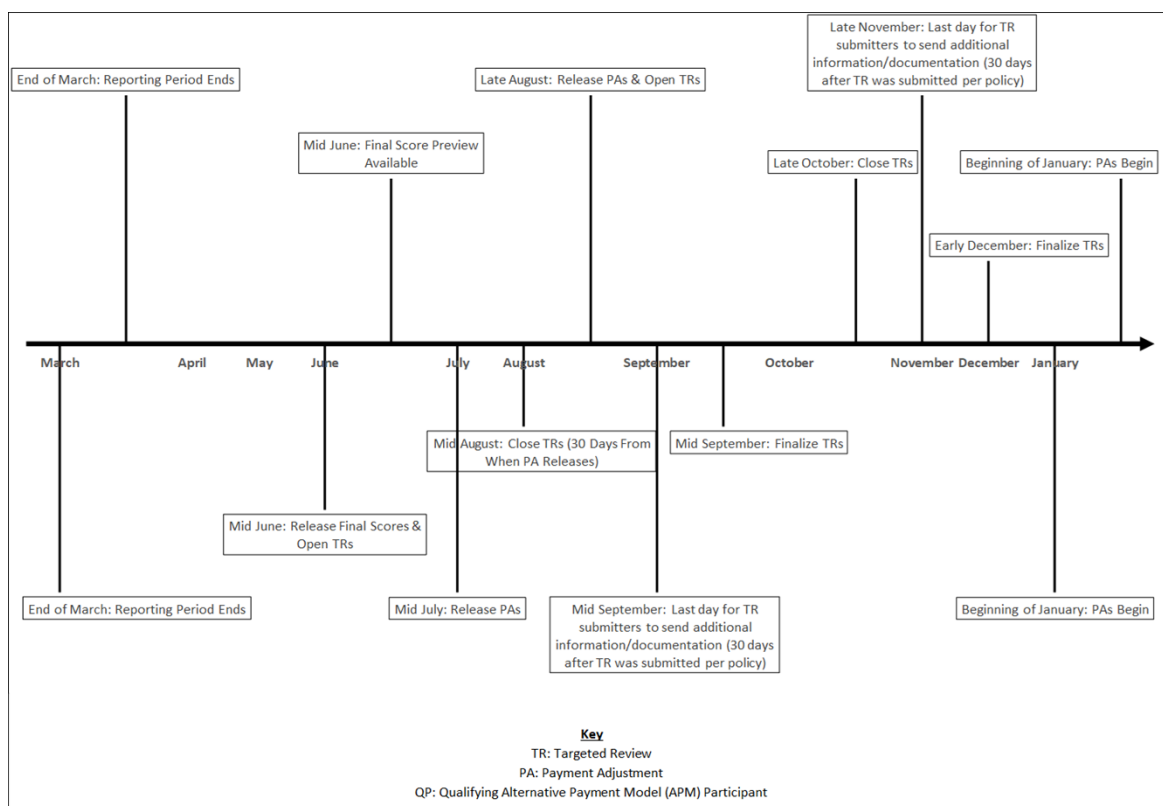 Late November: Last day for TR
submitters to send additional
information/documentation (30 days
after TR was submitted per policy)
End of March: Reporting Period Ends
Late August: Release PAs & Open TRs
Mid June: Final Score Preview
Available
Late October: Close TRs
Beginning of January: PAs Begin
Early December: Finalize TRs
March
April
May
June
July
August
September
October
November
December
January
Mid August: Close TRs (30 Days From
When PA Releases)
Mid September: Finalize TRs
Mid June: Release Final Scores &
Open TRs
End of March: Reporting Period Ends
Mid July: Release PAs
Mid September: Last day for TR
submitters to send additional
information/documentation (30 days
after TR was submitted per policy)
Beginning of January: PAs Begin
Key
TR: Targeted Review
PA: Payment Adjustment
QP: Qualifying Alternative Payment Model (APM) Participant